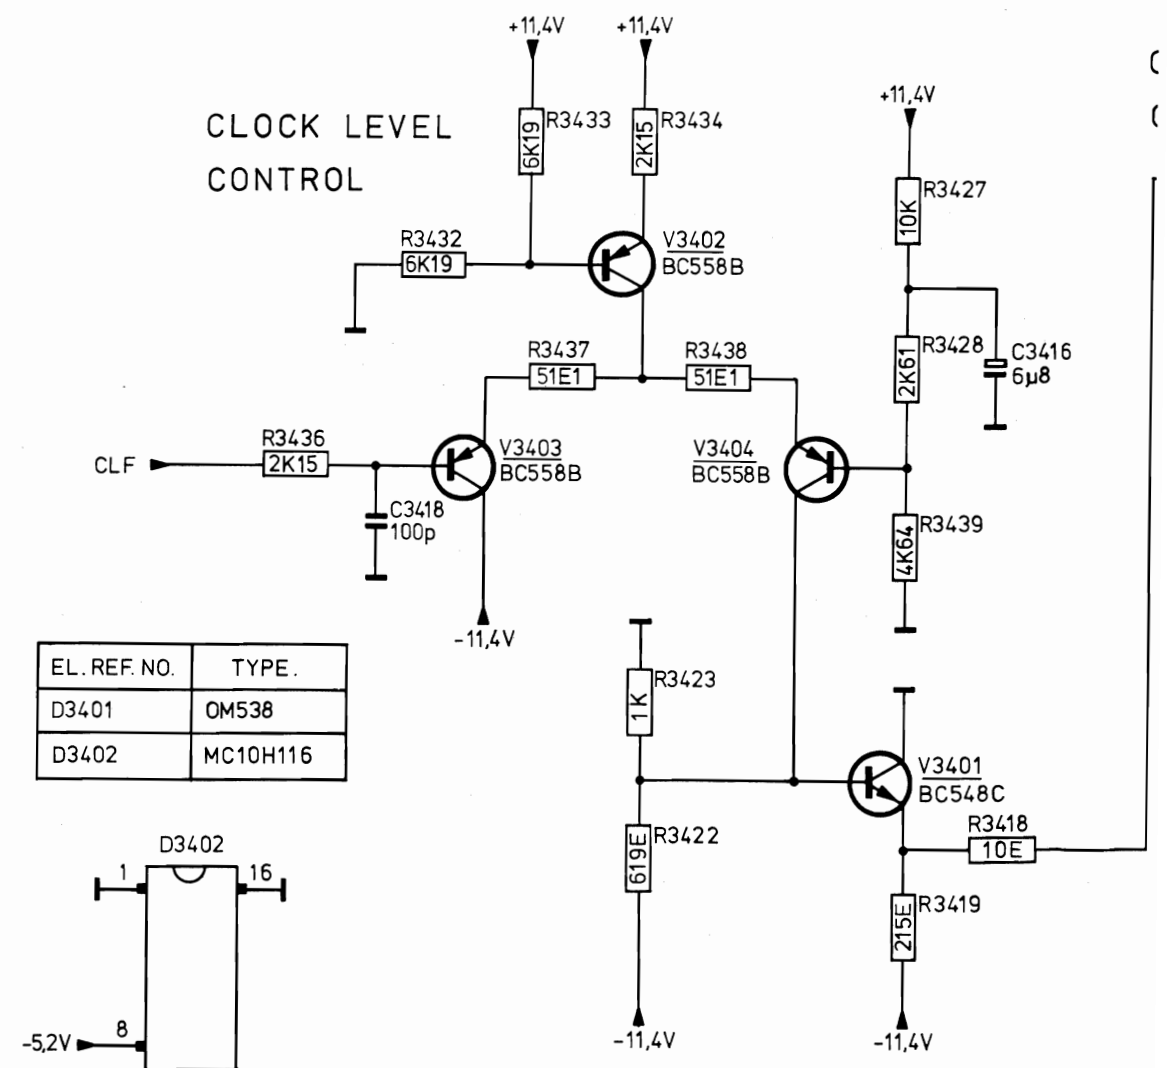 +11,4V
+11,4V
CLOCK LEVEL
CONTROL
R3433
6K19
R3434
2K15
+11,4V
R3427
10K
R3432
6K19
V3402
BC558B
R3437
51E1
R3438
51E1
R3428
2K61
C3416
6µ8
CLF
R3436
2K15
V3403
BC558B
V3404
BC558B
C3418
100p
R3439
4K64
-11,4V
EL. REF. NO.
TYPE.
D3401
OM538
D3402
MC10H116
R3423
1K
V3401
BC548C
R3418
10E
R3422
619E
R3419
215E
D3402
1
16
8
-5,2V
-11,4V
-11,4V